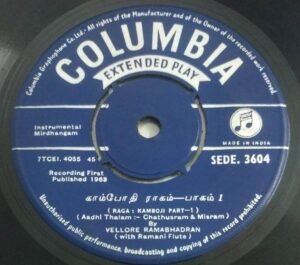 Columbia Graphophone Co. Ltd.- All rights of the Manufacturer and of the Owner of the recorded work reserved.
COLUMBIA
EXTENDED PLAY
Instrumental
Mirdhangam
MADE IN INDIA
7TCEI. 4055 45
SEDE. 3604
Recording First
Published 1963
காம்போதி ராகம்—பாகம் 1
( RAGA : KAMBOJI PART–1 )
(Aadhi Thalam :- Chathusram & Misram)
By
VELLORE RAMABHADRAN
(with Ramani Flute)
Unauthorised public performance, broadcasting and copying of this record prohibited.